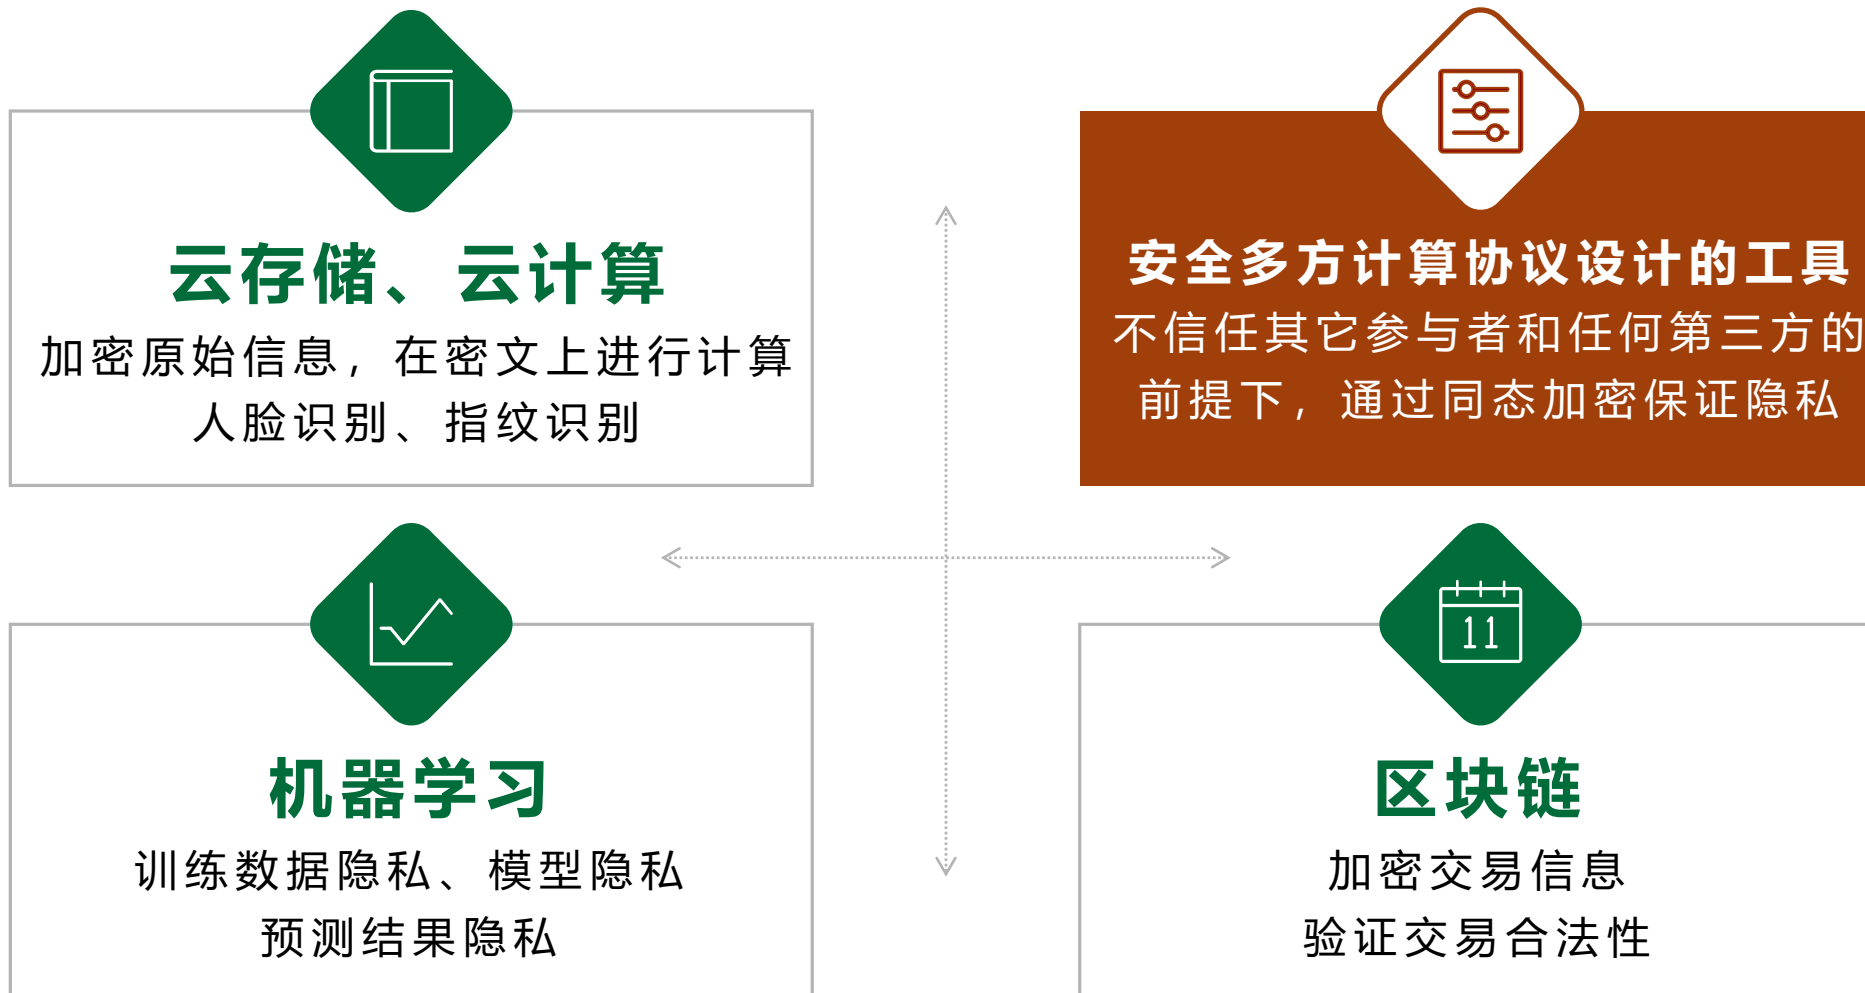 云存储、云计算
加密原始信息，在密文上进行计算
人脸识别、指纹识别
安全多方计算协议设计的工具
不信任其它参与者和任何第三方的
前提下，通过同态加密保证隐私
机器学习
训练数据隐私、模型隐私
预测结果隐私
11
区块链
加密交易信息
验证交易合法性